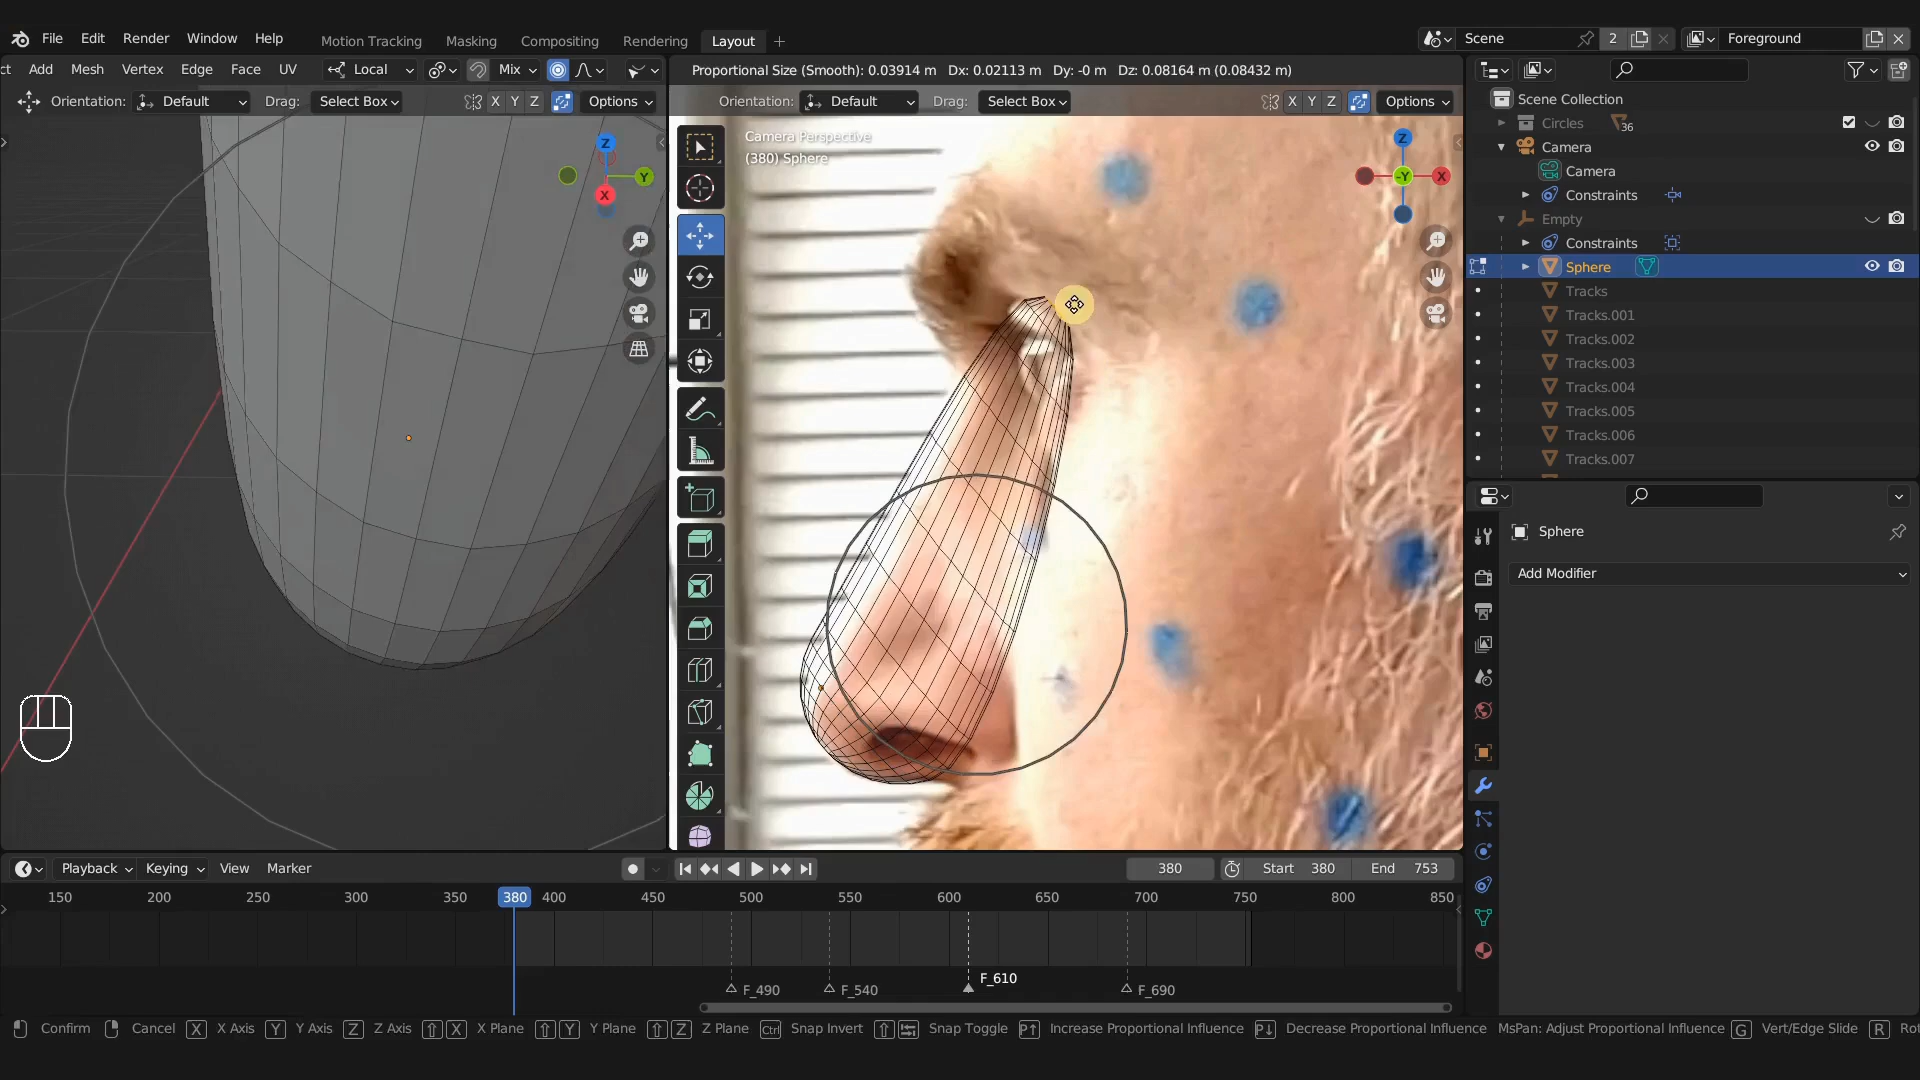 File Edit Render Window Help Motion Tracking Masking Compositing Rendering Layout Scene 2 Foreground
ct Add Mesh Vertex Edge Face UV Local Mix Proportional Size (Smooth): 0.03914 m Dx: 0.02113 m Dy: -0 m Dz: 0.08164 m (0.08432 m)
Orientation: Default Drag: Select Box X Y Z Options Orientation: Default Drag: Select Box X Y Z Options
Camera Perspective
(380) Sphere
Z
Y
X
Z
-Y
X
Scene Collection
Circles 36
Camera
Camera
Constraints
Empty
Constraints
Sphere
Tracks
Tracks.001
Tracks.002
Tracks.003
Tracks.004
Tracks.005
Tracks.006
Tracks.007
Sphere
Add Modifier
Playback Keying View Marker 380 Start 380 End 753
150 200 250 300 350 380 400 450 500 550 600 650 700 750 800 850
F_490 F_540 F_610 F_690
Confirm Cancel X X Axis Y Y Axis Z Z Axis X X Plane Y Y Plane Z Z Plane Ctrl Snap Invert Snap Toggle P↑ Increase Proportional Influence P↓ Decrease Proportional Influence MsPan: Adjust Proportional Influence G Vert/Edge Slide R Rot